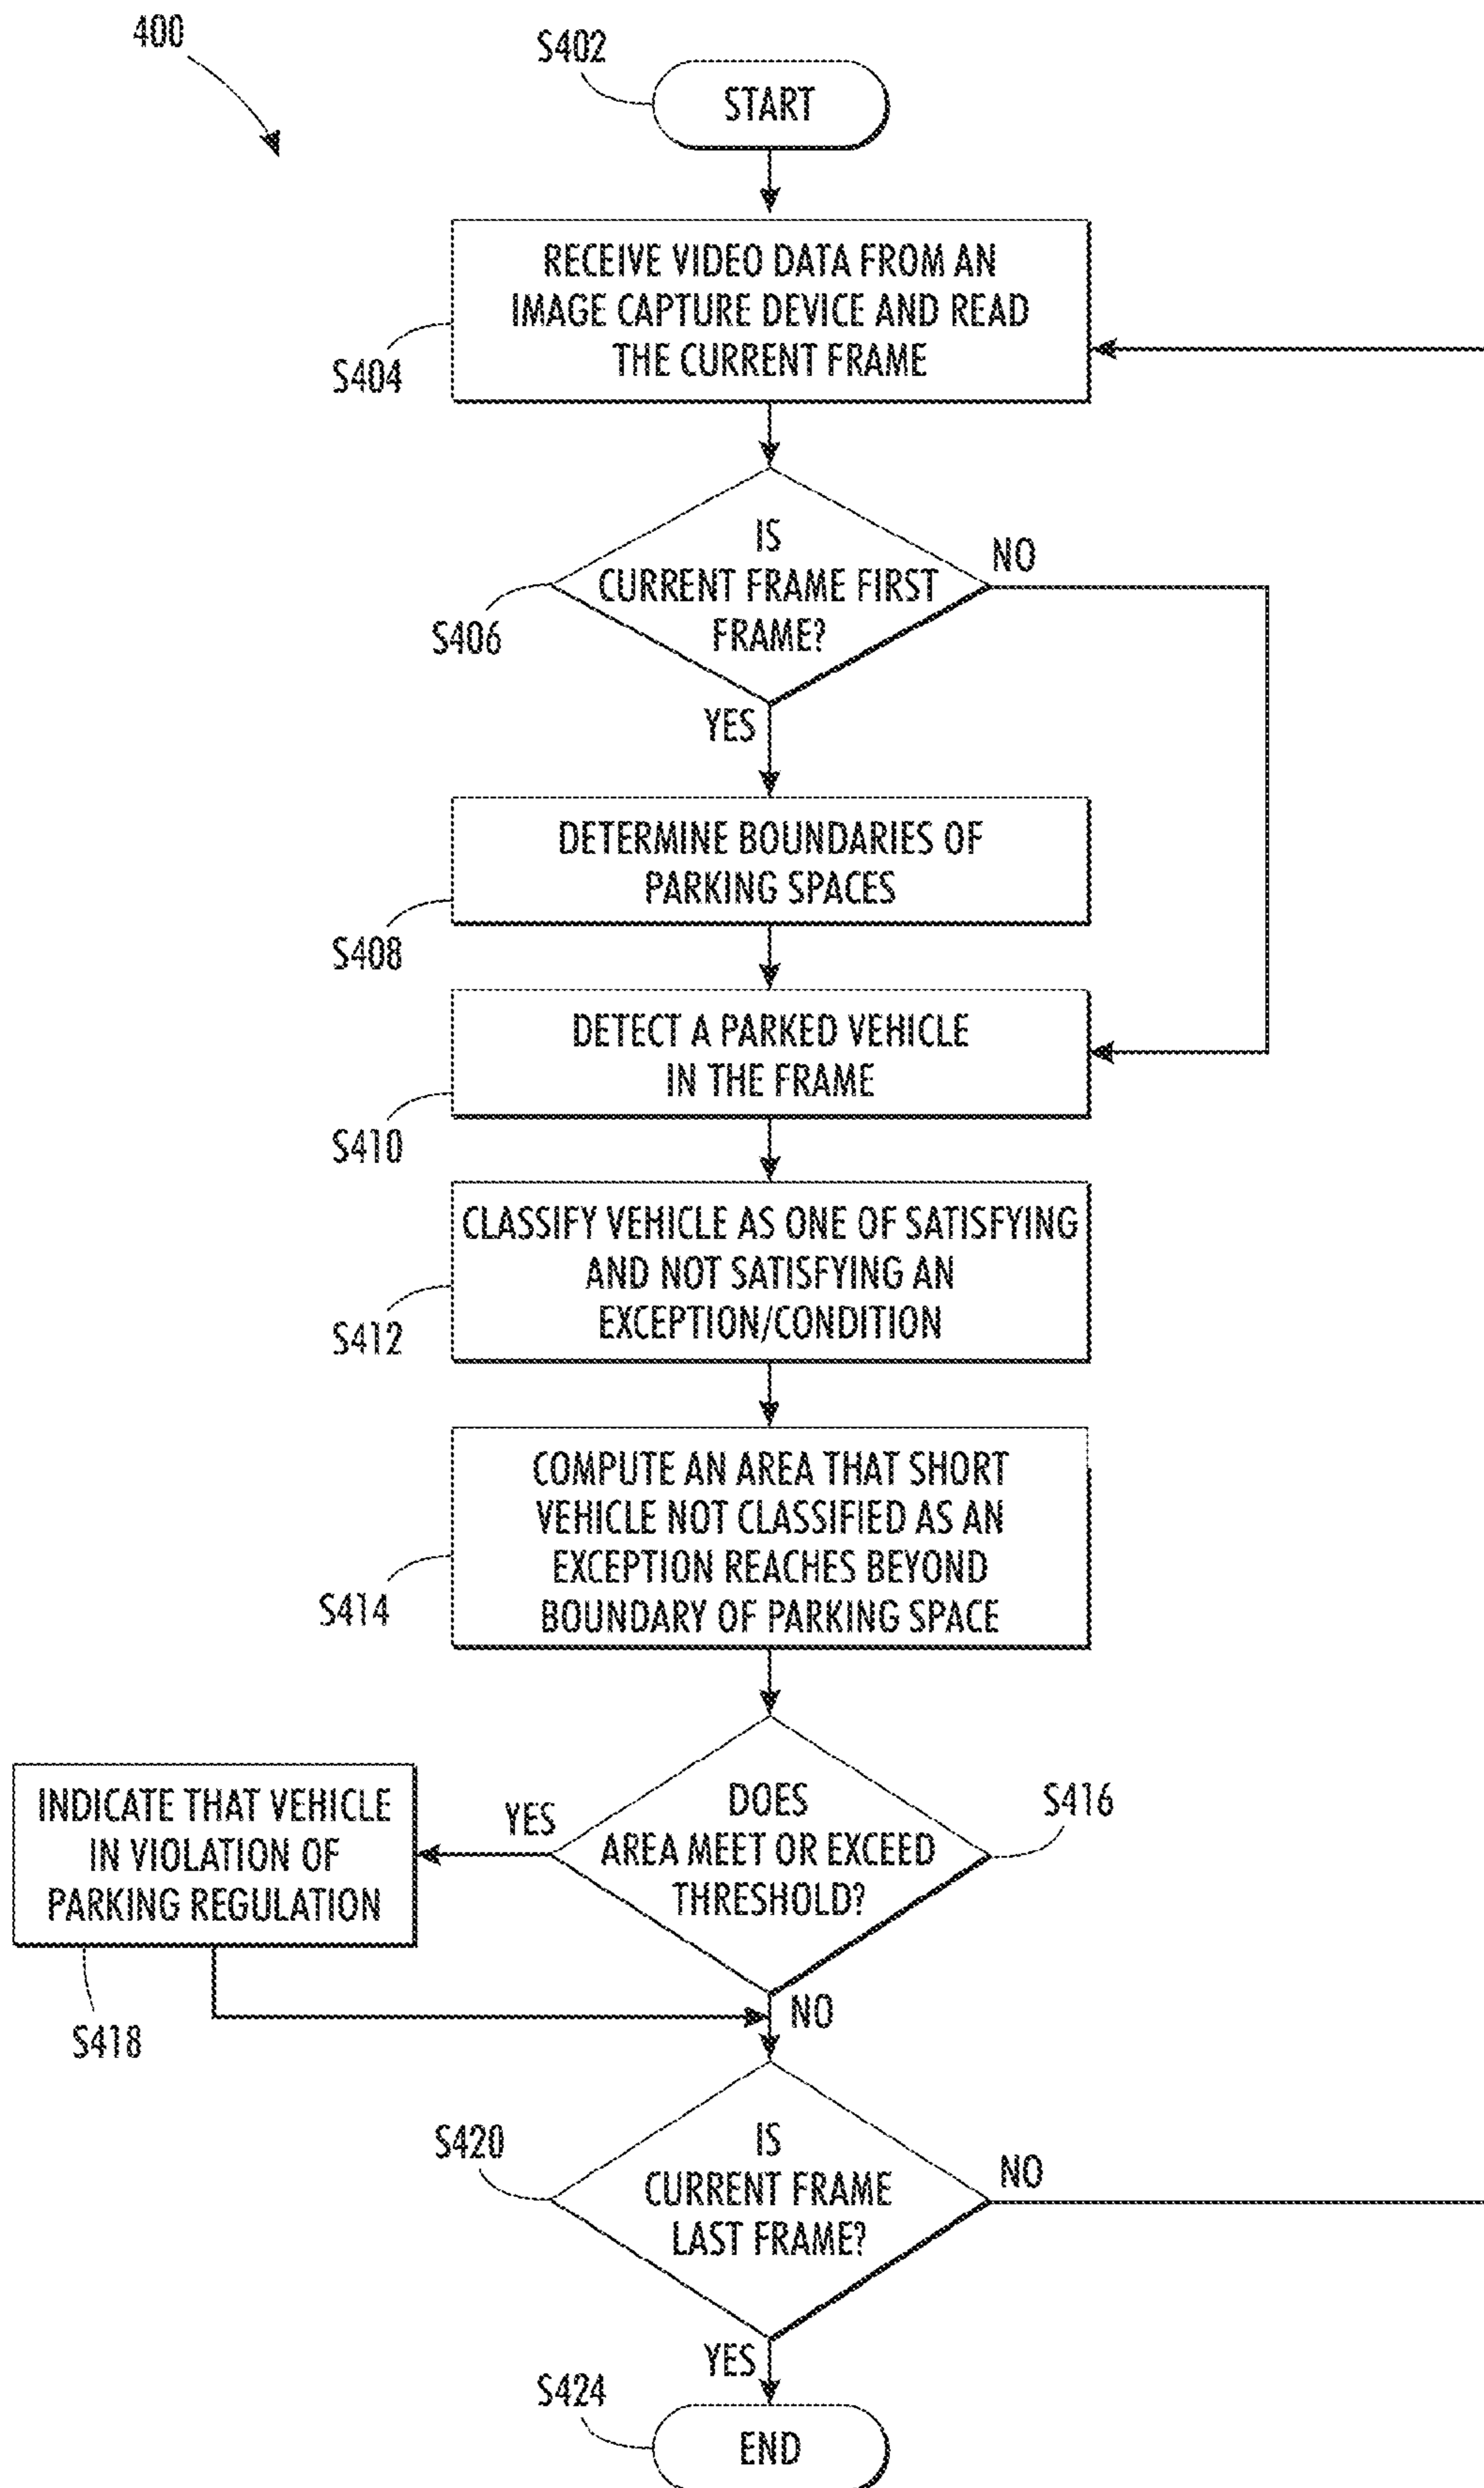 400
S402
START
RECEIVE VIDEO DATA FROM AN
IMAGE CAPTURE DEVICE AND READ
THE CURRENT FRAME
S404
IS
CURRENT FRAME FIRST
FRAME?
NO
S406
YES
DETERMINE BOUNDARIES OF
PARKING SPACES
S408
DETECT A PARKED VEHICLE
IN THE FRAME
S410
CLASSIFY VEHICLE AS ONE OF SATISFYING
AND NOT SATISFYING AN
EXCEPTION/CONDITION
S412
COMPUTE AN AREA THAT SHORT
VEHICLE NOT CLASSIFIED AS AN
EXCEPTION REACHES BEYOND
BOUNDARY OF PARKING SPACE
S414
DOES
AREA MEET OR EXCEED
THRESHOLD?
S416
YES
INDICATE THAT VEHICLE
IN VIOLATION OF
PARKING REGULATION
S418
NO
S420
IS
CURRENT FRAME
LAST FRAME?
NO
YES
S424
END